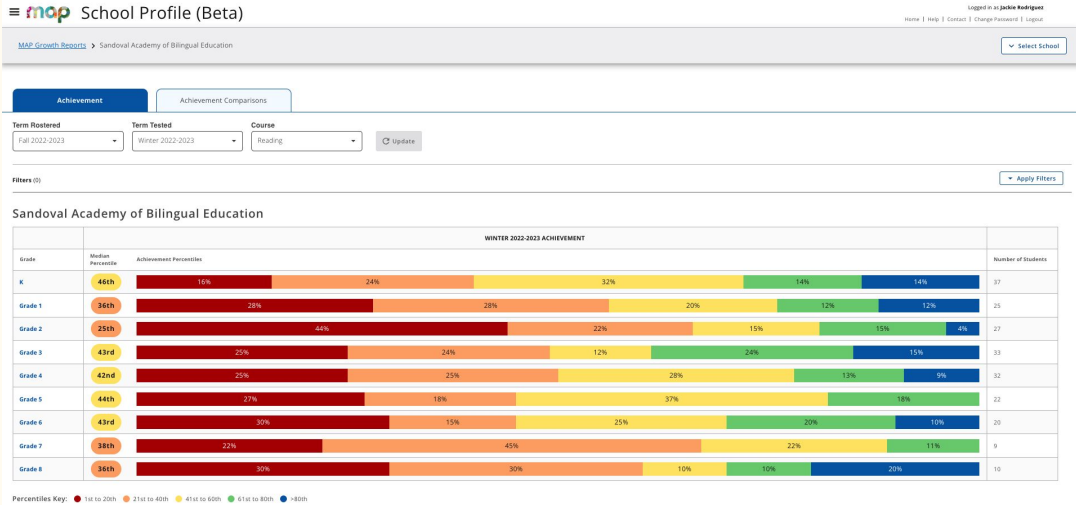 map School Profile (Beta)
Logged in as Jackie Rodriguez
Home | Help | Contact | Change Password | Logout
MAP Growth Reports > Sandoval Academy of Bilingual Education
Select School
Achievement Achievement Comparisons
Term Rostered Term Tested Course
Fall 2022-2023 Winter 2022-2023 Reading Update
Filters (0) Apply Filters
Sandoval Academy of Bilingual Education
WINTER 2022-2023 ACHIEVEMENT
Grade Median Percentile Achievement Percentiles Number of Students
K 46th 16% 24% 32% 14% 14% 37
Grade 1 36th 28% 28% 20% 12% 12% 25
Grade 2 25th 44% 22% 15% 15% 4% 27
Grade 3 43rd 25% 24% 12% 24% 15% 33
Grade 4 42nd 25% 25% 28% 13% 9% 32
Grade 5 44th 27% 18% 37% 18% 22
Grade 6 43rd 30% 15% 25% 20% 10% 20
Grade 7 38th 22% 45% 22% 11% 9
Grade 8 36th 30% 30% 10% 10% 20% 10
Percentiles Key: 1st to 20th 21st to 40th 41st to 60th 61st to 80th >80th